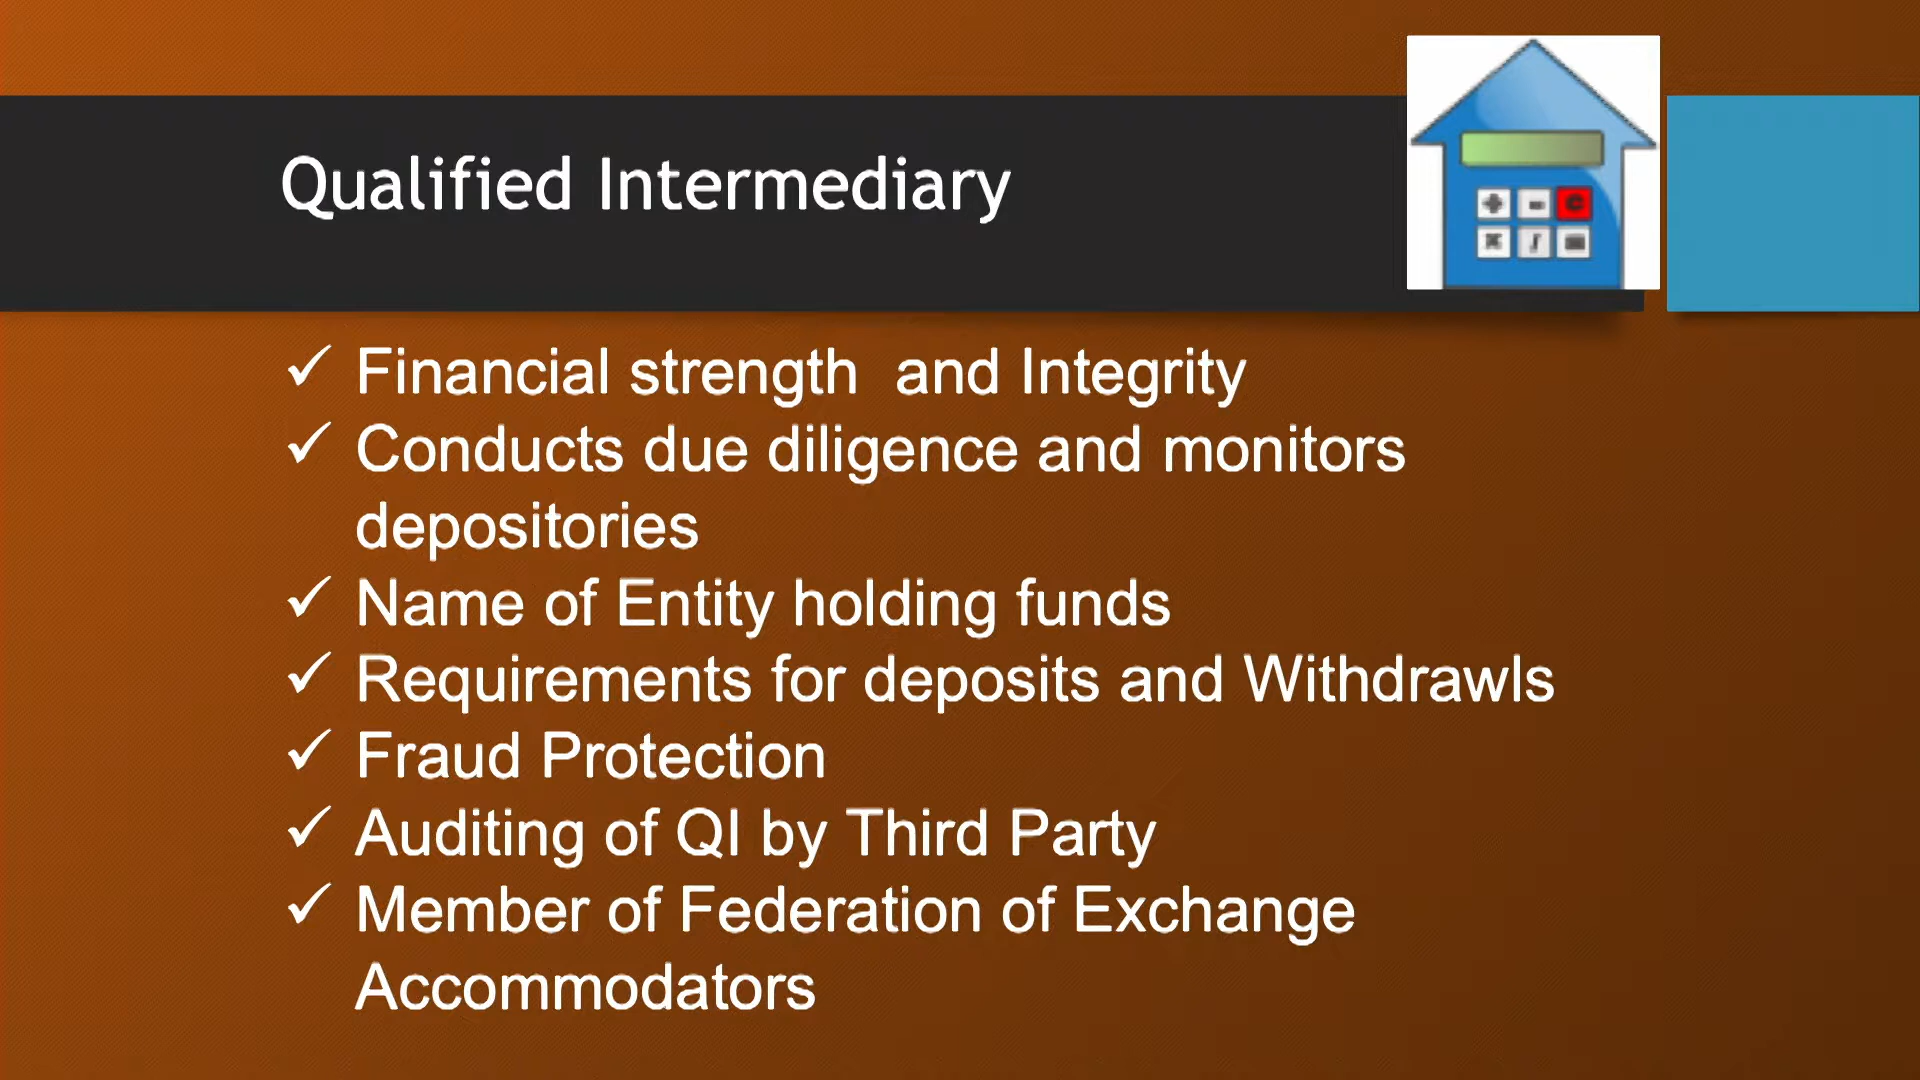 Qualified Intermediary
✓ Financial strength  and Integrity
✓ Conducts due diligence and monitors
depositories
✓ Name of Entity holding funds
✓ Requirements for deposits and Withdrawls
✓ Fraud Protection
✓ Auditing of QI by Third Party
✓ Member of Federation of Exchange
Accommodators